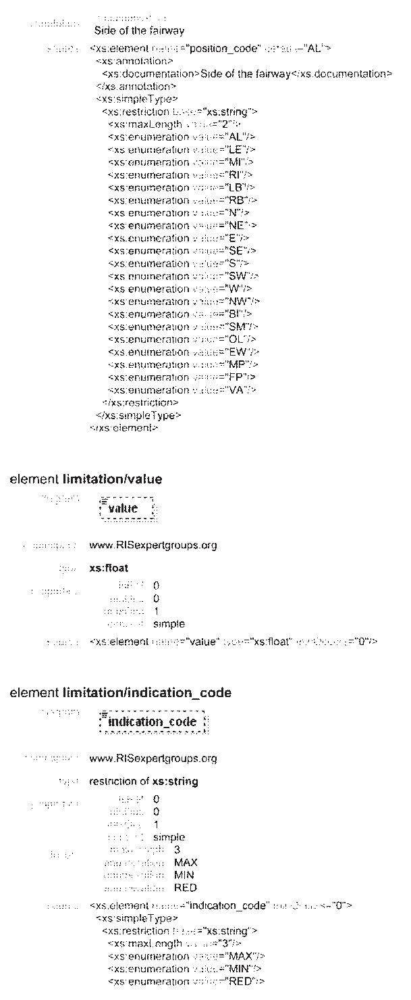 Side of the fairway
<xs:element name="position_code" default="AL">
<xs:annotation>
<xs:documentation>Side of the fairway</xs:documentation>
</xs:annotation>
<xs:simpleType>
<xs:restriction base="xs:string">
<xs:maxLength value="2"/>
<xs:enumeration value="AL"/>
<xs:enumeration value="LE"/>
<xs:enumeration value="MI"/>
<xs:enumeration value="RI"/>
<xs:enumeration value="LB"/>
<xs:enumeration value="RB"/>
<xs:enumeration value="N"/>
<xs:enumeration value="NE"/>
<xs:enumeration value="E"/>
<xs:enumeration value="SE"/>
<xs:enumeration value="S"/>
<xs:enumeration value="SW"/>
<xs:enumeration value="W"/>
<xs:enumeration value="NW"/>
<xs:enumeration value="BI"/>
<xs:enumeration value="SM"/>
<xs:enumeration value="OL"/>
<xs:enumeration value="EW"/>
<xs:enumeration value="MP"/>
<xs:enumeration value="FP"/>
<xs:enumeration value="VA"/>
</xs:restriction>
</xs:simpleType>
</xs:element>
element limitation/value
diagram
value
namespace www.RISexpertgroups.org
type xs:float
properties isRef 0
minOcc 0
maxOcc 1
content simple
source <xs:element name="value" type="xs:float" minOccurs="0"/>
element limitation/indication_code
diagram
indication_code
namespace www.RISexpertgroups.org
type restriction of xs:string
properties isRef 0
minOcc 0
maxOcc 1
content simple
facets maxLength 3
enumeration MAX
enumeration MIN
enumeration RED
source <xs:element name="indication_code" minOccurs="0">
<xs:simpleType>
<xs:restriction base="xs:string">
<xs:maxLength value="3"/>
<xs:enumeration value="MAX"/>
<xs:enumeration value="MIN"/>
<xs:enumeration value="RED"/>